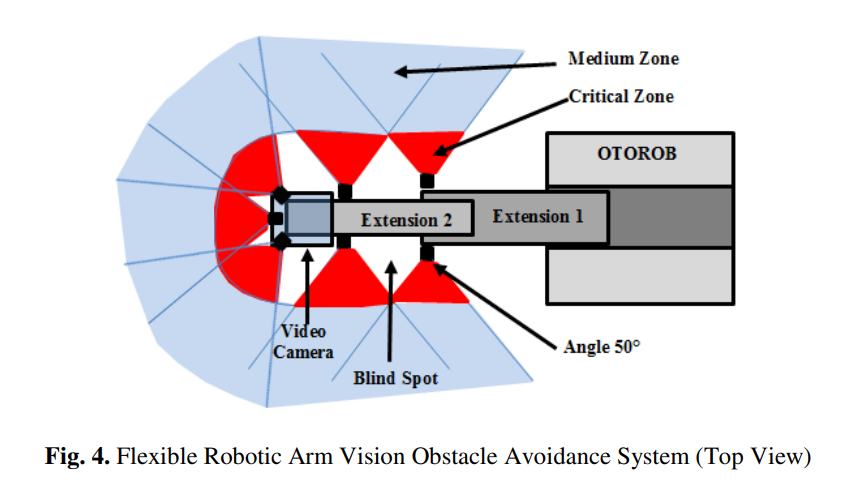 Medium Zone
Critical Zone
OTOROB
Extension 2
Extension 1
Video
Camera
Angle 50°
Blind Spot
Fig. 4. Flexible Robotic Arm Vision Obstacle Avoidance System (Top View)